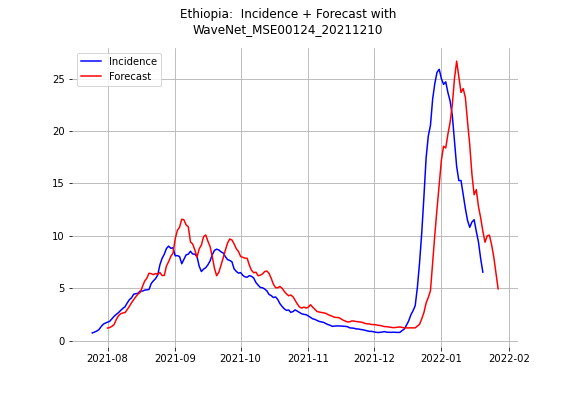 Ethiopia:  Incidence + Forecast with
WaveNet_MSE00124_20211210
Incidence
Forecast
25
20
15
10
5
0
2021-08 2021-09 2021-10 2021-11 2021-12 2022-01 2022-02